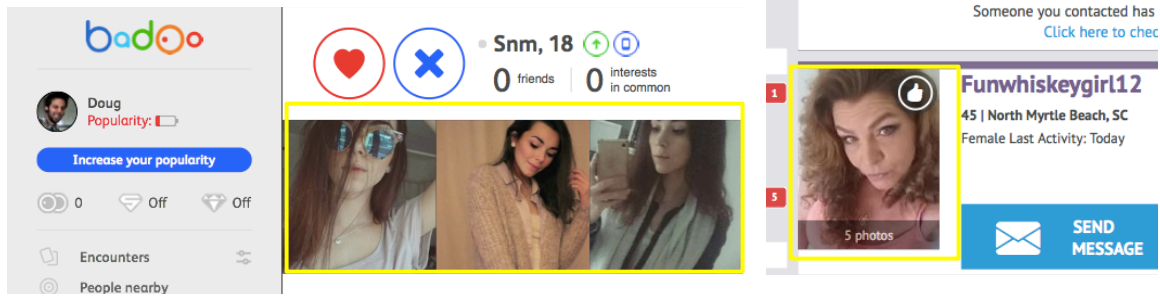 badoo
Doug
Popularity:
Increase your popularity
0
Off
Off
Encounters
People nearby
Snm, 18
0 friends
0 interests
in common
Someone you contacted has
Click here to chec
1
5
Funwhiskeygirl12
45 | North Myrtle Beach, SC
Female Last Activity: Today
5 photos
SEND
MESSAGE